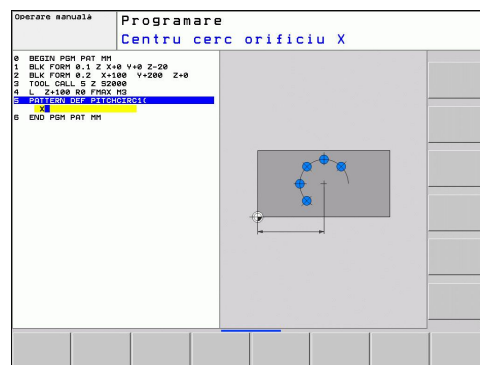 Operare manuală
Programare
Centru cerc orificiu X
0 BEGIN PGM PAT MM
1 BLK FORM 0.1 Z X+0 Y+0 Z-20
2 BLK FORM 0.2 X+100 Y+200 Z+0
3 TOOL CALL 5 Z S2000
4 L Z+100 R0 FMAX M3
5 PATTERN DEF PITCHCIRC1(
X
6 END PGM PAT MM